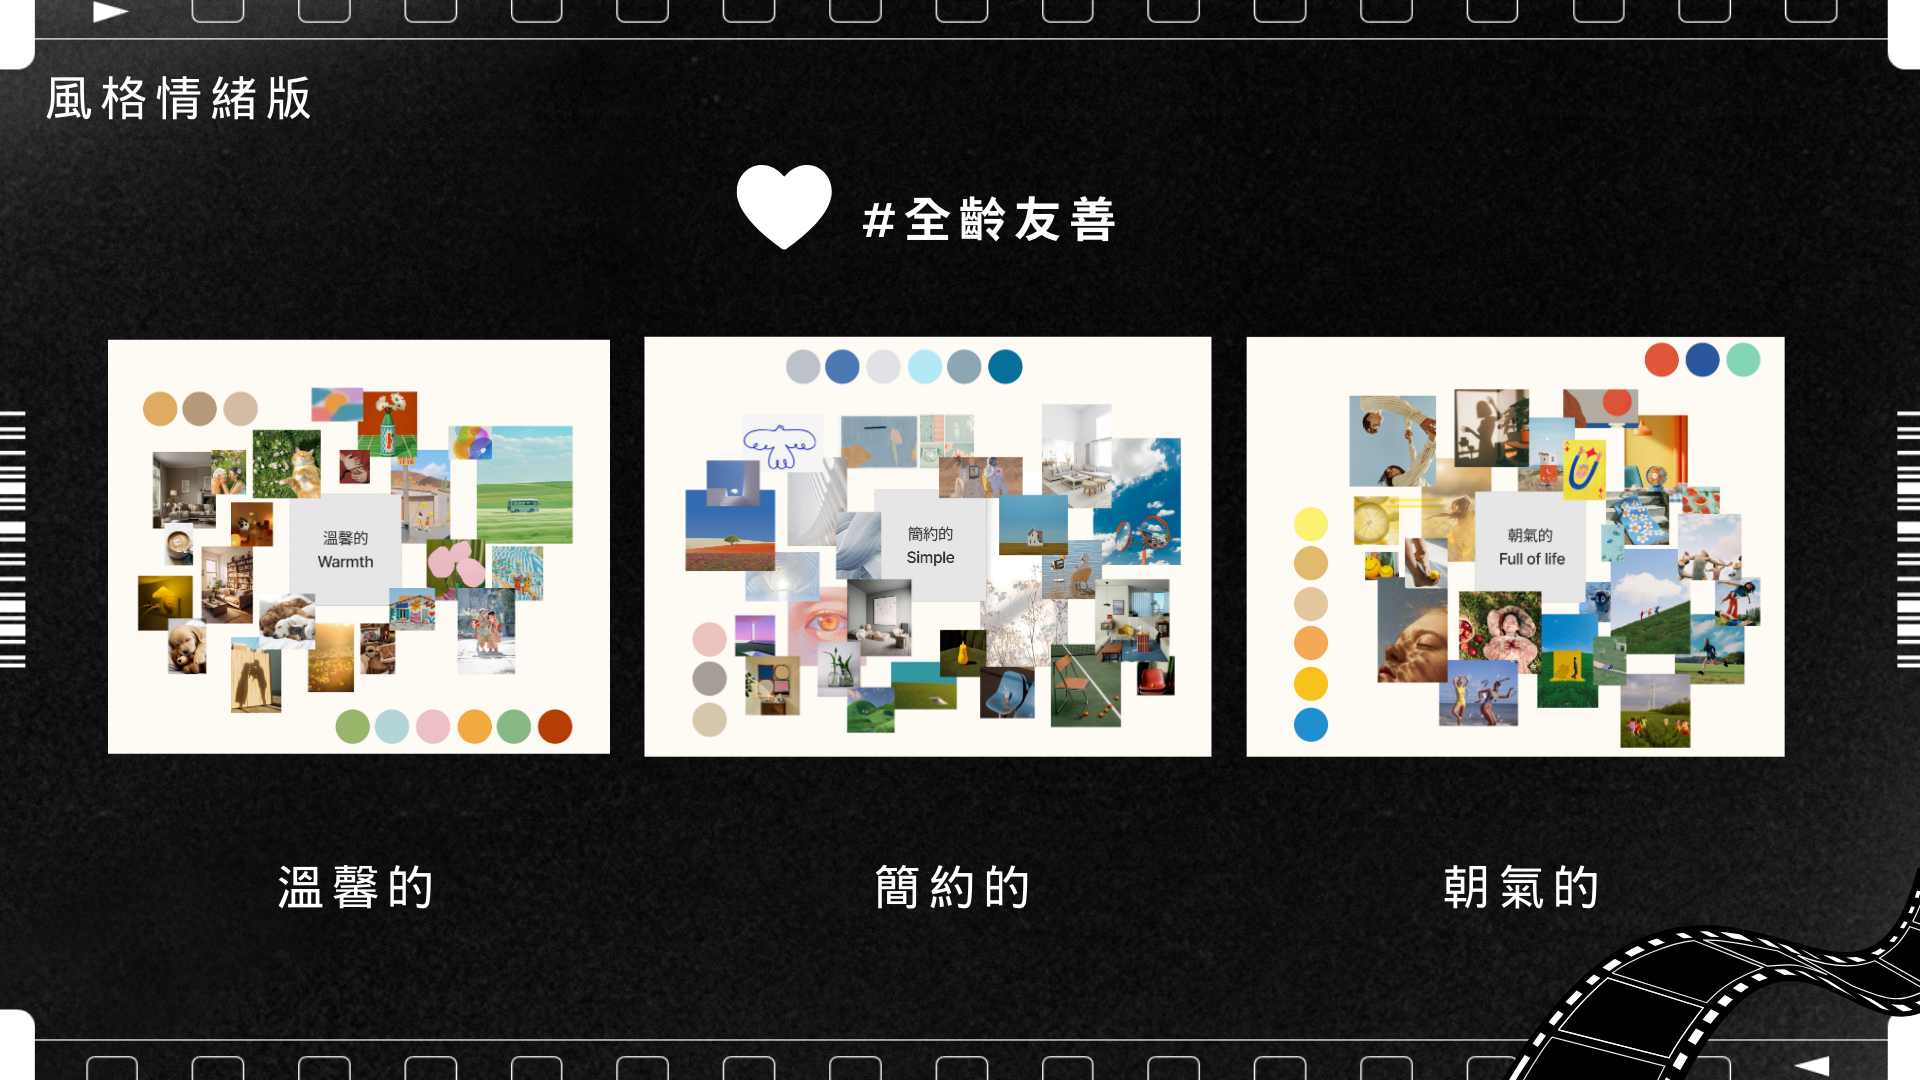 風格情緒版
#全齡友善
溫馨的
Warmth
簡約的
Simple
朝氣的
Full of life
溫馨的
簡約的
朝氣的